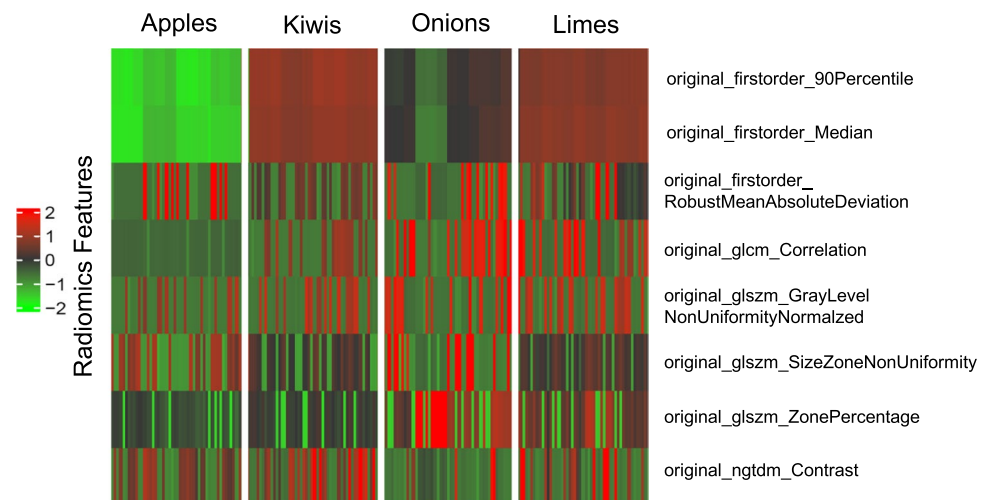 Apples
Kiwis
Onions
Limes
original_firstorder_90Percentile
original_firstorder_Median
original_firstorder_
RobustMeanAbsoluteDeviation
original_glcm_Correlation
original_glszm_GrayLevel
NonUniformityNormalzed
original_glszm_SizeZoneNonUniformity
original_glszm_ZonePercentage
original_ngtdm_Contrast
Radiomics Features
2
1
0
−1
−2